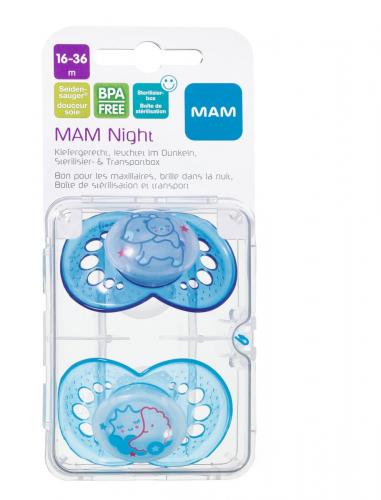 16-36
m
Seiden-
sauger®
douceur
soie
BPA
FREE
Sterilisier-
box
Boîte de
stérilisation
MAM
MAM Night
Kiefergerecht, leuchtet im Dunkeln,
Sterilisier- & Transportbox
Bon pour les maxillaires, brille dans la nuit,
Boîte de stérilisation et transport